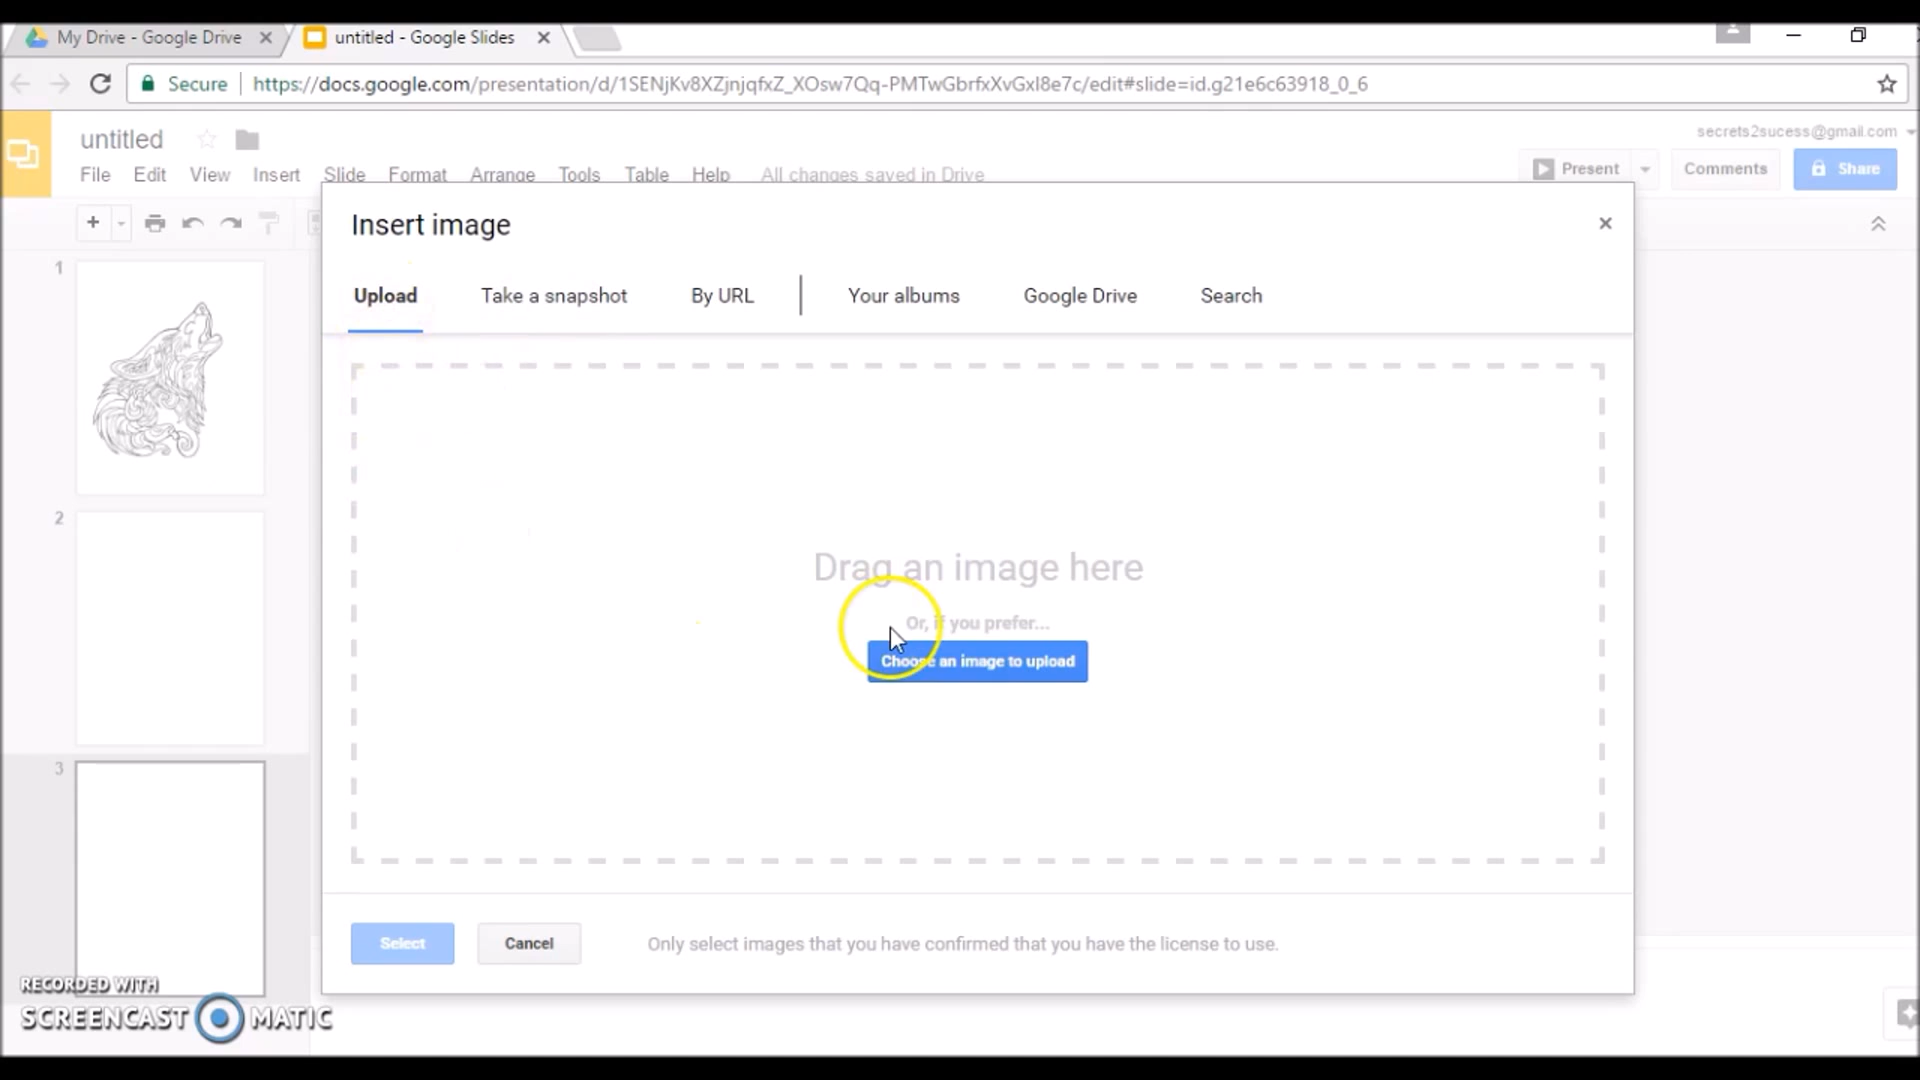 My Drive - Google Drive
untitled - Google Slides
Secure
https://docs.google.com/presentation/d/1SENjKv8XZjnjqfxZ_XOsw7Qq-PMTwGbrfxXvGxl8e7c/edit#slide=id.g21e6c63918_0_6
untitled
secrets2sucess@gmail.com
File Edit View Insert Slide Format Arrange Tools Table Help All changes saved in Drive
Present Comments Share
Insert image
Upload Take a snapshot By URL Your albums Google Drive Search
1
2
3
Drag an image here
Or, if you prefer...
Choose an image to upload
Select Cancel Only select images that you have confirmed that you have the license to use.
RECORDED WITH
SCREENCAST MATIC